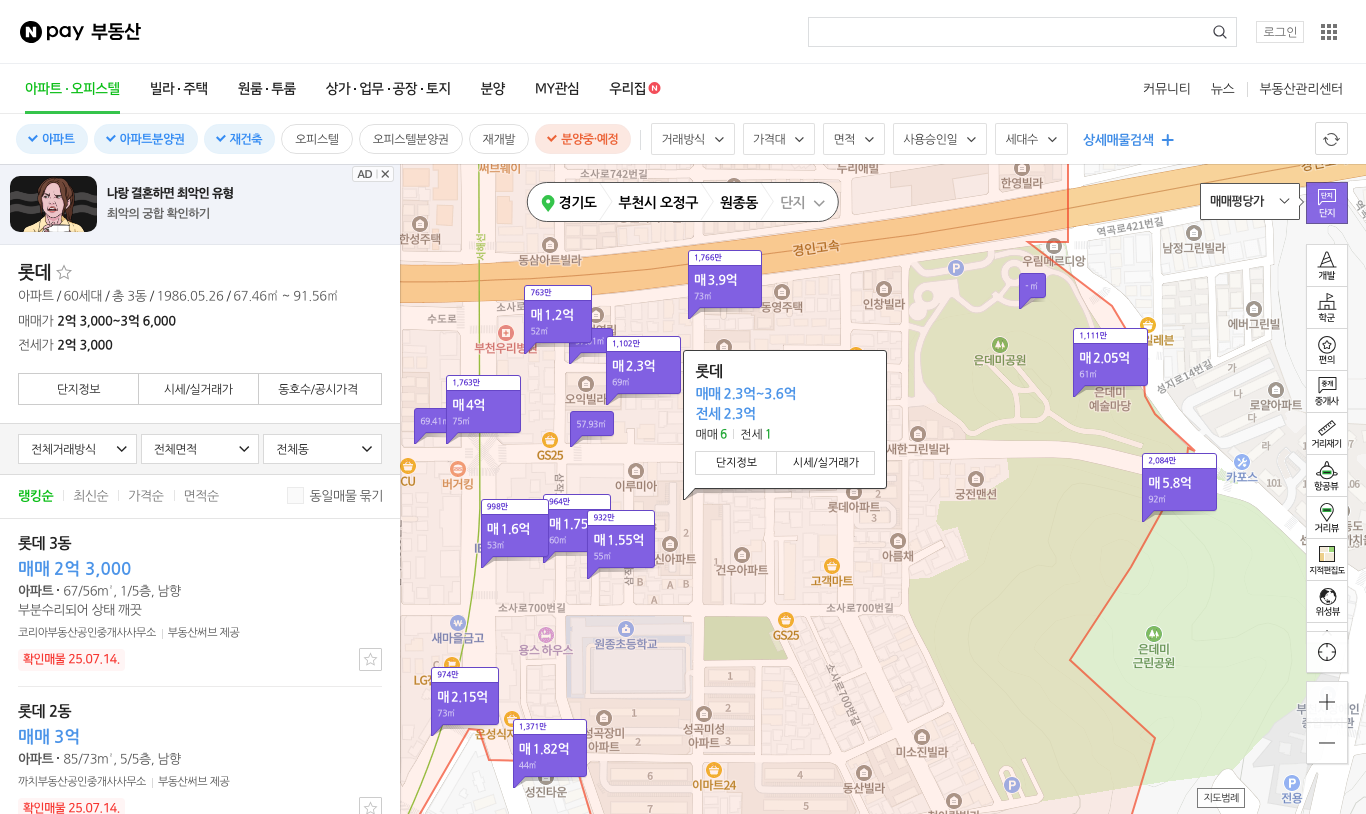 N pay 부동산
로그인
아파트·오피스텔
빌라·주택
원룸·투룸
상가·업무·공장·토지
분양
MY관심
우리집 N
커뮤니티
뉴스
부동산관리센터
아파트
아파트분양권
재건축
오피스텔
오피스텔분양권
재개발
분양중·예정
거래방식
가격대
면적
사용승인일
세대수
상세매물검색 +
AD
나랑 결혼하면 최악인 유형
최악의 궁합 확인하기
롯데
아파트 / 60세대 / 총 3동 / 1986.05.26 / 67.46㎡ ~ 91.56㎡
매매가 2억 3,000~3억 6,000
전세가 2억 3,000
단지정보
시세/실거래가
동호수/공시가격
전체거래방식
전체면적
전체동
랭킹순
최신순
가격순
면적순
동일매물 묶기
롯데 3동
매매 2억 3,000
아파트 · 67/56m², 1/5층, 남향
부분수리되어 상태 깨끗
코리아부동산공인중개사사무소
부동산써브 제공
확인매물 25.07.14.
롯데 2동
매매 3억
아파트 · 85/73m², 5/5층, 남향
까치부동산공인중개사사무소
부동산써브 제공
확인매물 25.07.14.
경기도
부천시 오정구
원종동
단지
매매평당가
단지
단지
개발
학군
편의
중개
중개사
거리재기
항공뷰
거리뷰
지적편집도
위성뷰
지도범례
써브웨이
소사로742번길
두리애빌라
한영빌라
경인고속
한성주택
서해선
동삼아트빌라
우림메르디앙
역곡로421번길
남정그린빌라
1,766만
매 3.9억
73㎡
763만
매 1.2억
52㎡
수도로
부천우리병원
동영주택
인창빌라
에버그린빌
1,102만
매 2.3억
69㎡
- ㎡
1,111만
매 2.05억
61㎡
은데미공원
은데미
예술마당
성지로14번길
로얄아파트
가
나
다
라
1,763만
매 4억
75㎡
69.41㎡
오익빌라
57.93㎡
GS25
롯데
매매 2.3억~3.6억
전세 2.3억
매매 6
전세 1
단지정보
시세/실거래가
새한그린빌라
2,084만
매 5.8억
92㎡
카포스
101
CU
버거킹
이루미아
궁전맨션
롯데아파트
2
3
998만
매 1.6억
53㎡
964만
매 1.75
60㎡
932만
매 1.55억
55㎡
건우아파트
아름채
고객마트
A
B
A
B
소사로700번길
소사로700번길
새마을금고
용스 하우스
원종초등학교
GS25
은데미
근린공원
974만
매 2.15억
73㎡
1,371만
매 1.82억
44㎡
성진타운
성곡미성
아파트
소사로700번길
미소진빌라
이마트24
동산빌라
1
2
3
4
5
6
7
전용